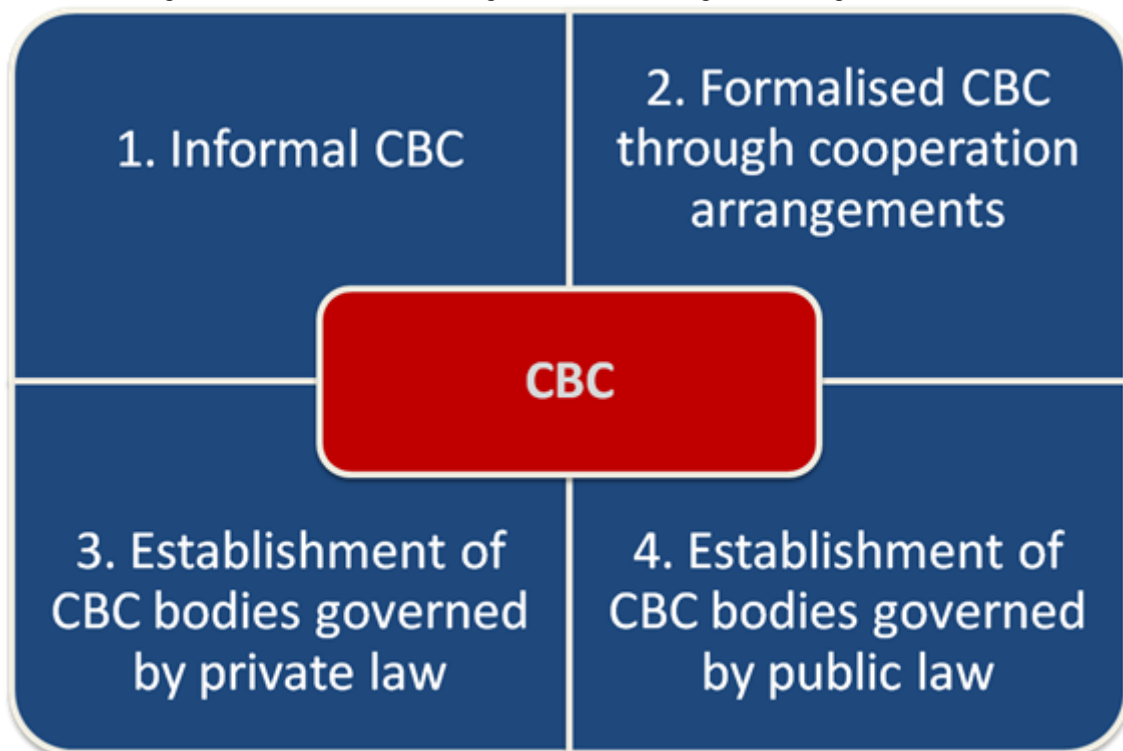 1. Informal CBC
2. Formalised CBC
through cooperation
arrangements
CBC
3. Establishment of
CBC bodies governed
by private law
4. Establishment of
CBC bodies governed
by public law